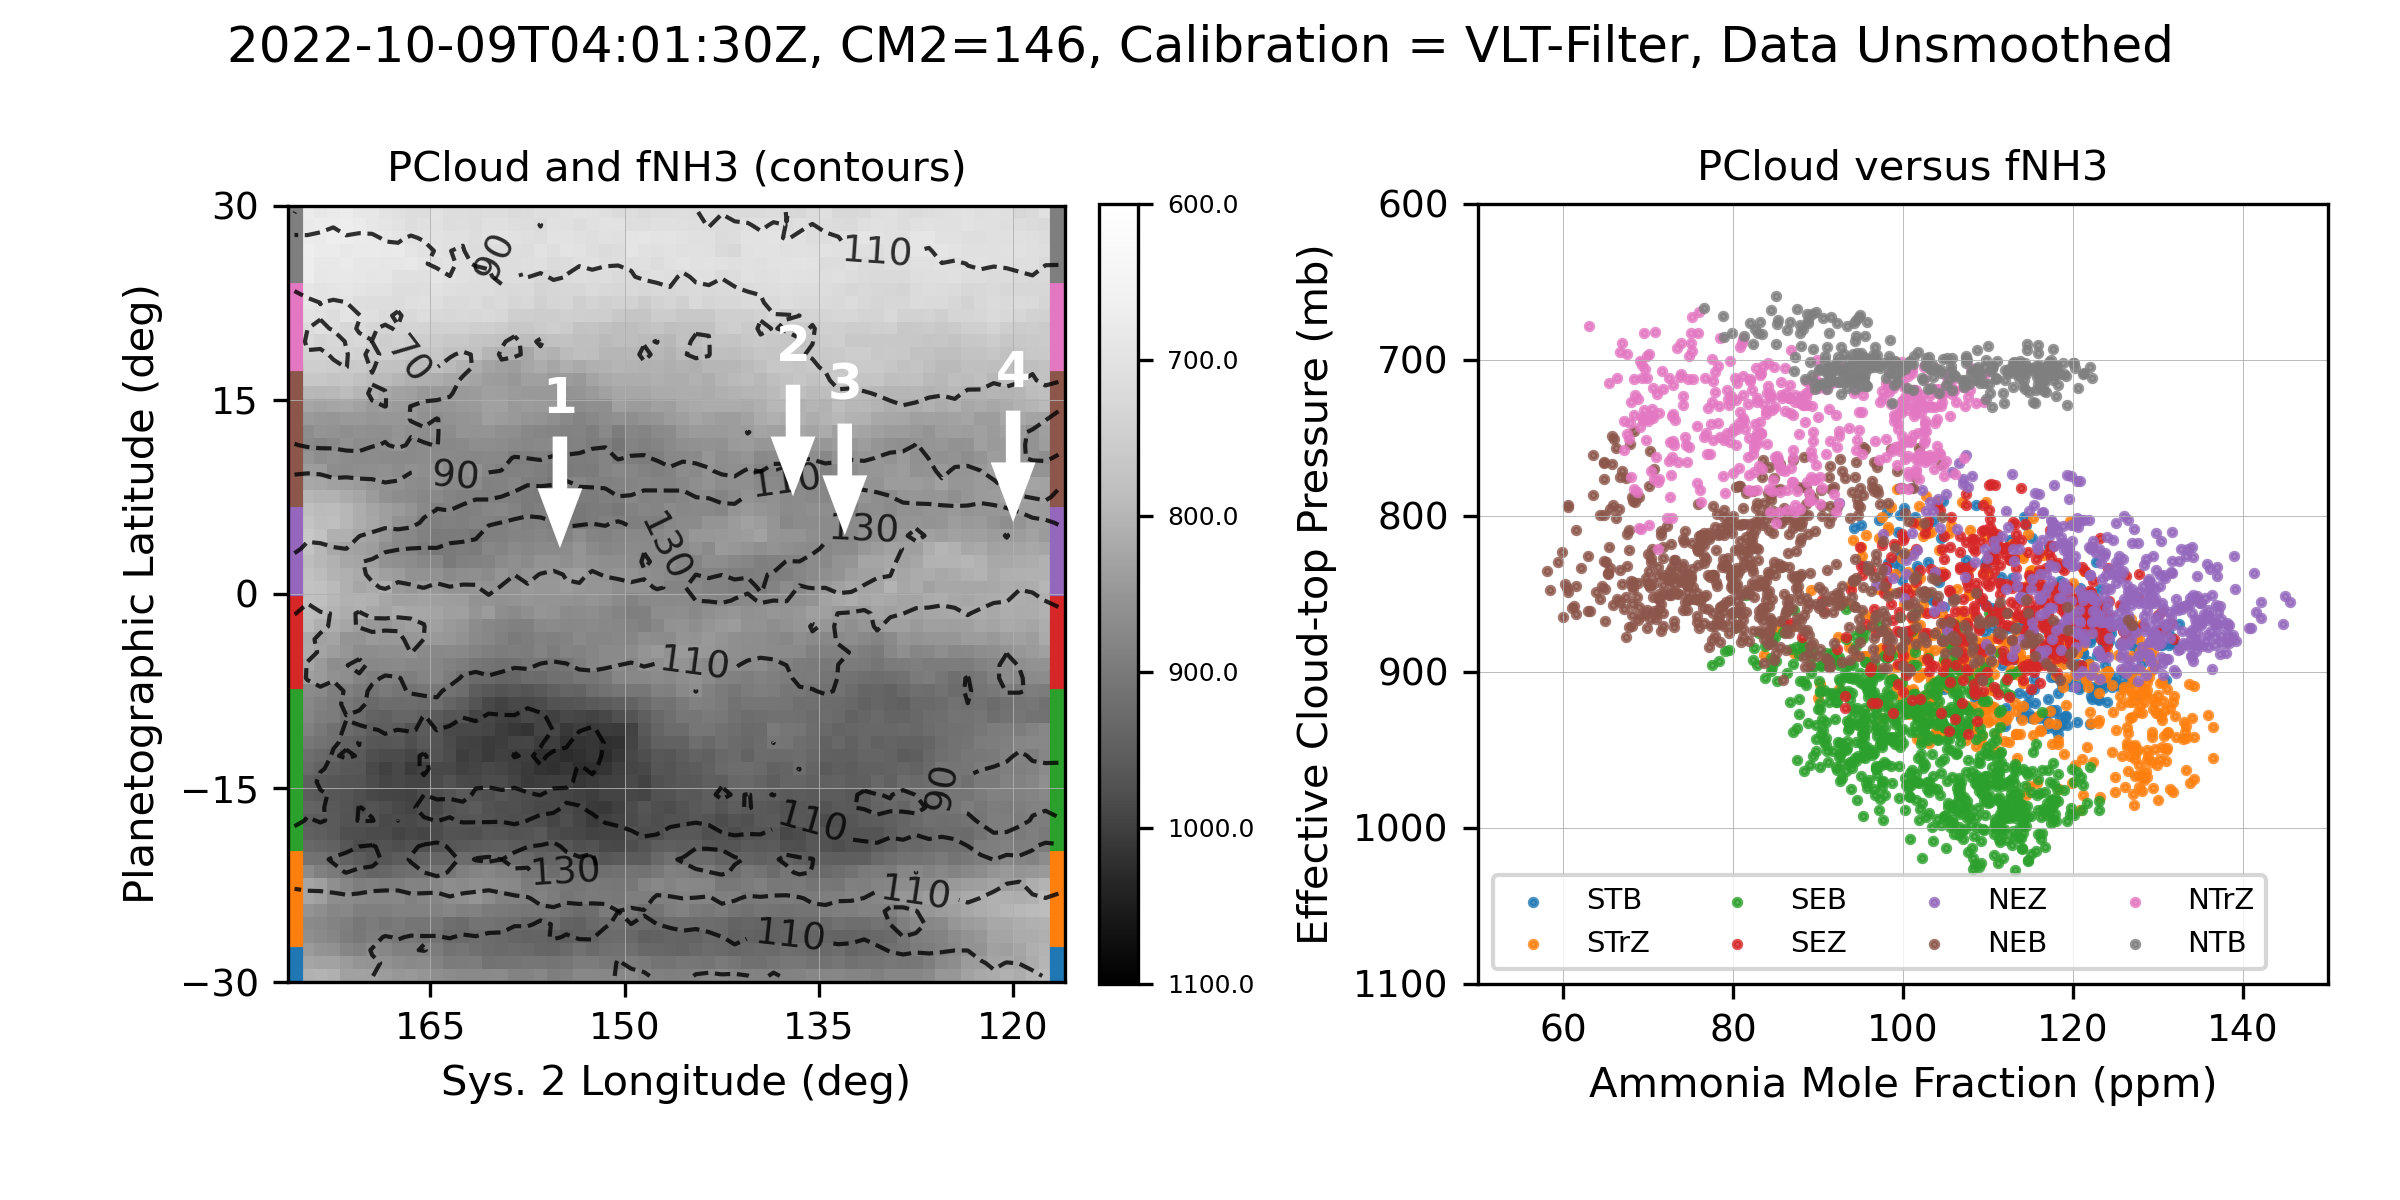 2022-10-09T04:01:30Z, CM2=146, Calibration = VLT-Filter, Data Unsmoothed
PCloud and fNH3 (contours)
Planetographic Latitude (deg)
30
15
0
−15
−30
165
150
135
120
Sys. 2 Longitude (deg)
90
110
70
1
2
3
4
90
110
130
130
110
90
110
130
110
110
600.0
700.0
800.0
900.0
1000.0
1100.0
PCloud versus fNH3
Effective Cloud-top Pressure (mb)
600
700
800
900
1000
1100
STB
SEB
NEZ
NTrZ
STrZ
SEZ
NEB
NTB
60
80
100
120
140
Ammonia Mole Fraction (ppm)